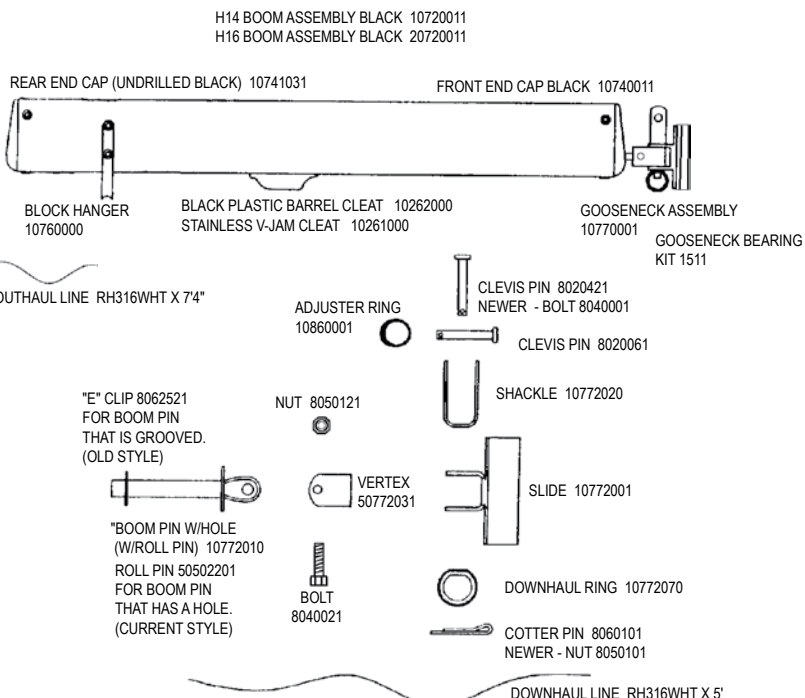 H14 BOOM ASSEMBLY BLACK 10720011
H16 BOOM ASSEMBLY BLACK 20720011
REAR END CAP (UNDRILLED BLACK) 10741031
FRONT END CAP BLACK 10740011
BLOCK HANGER
10760000
BLACK PLASTIC BARREL CLEAT 10262000
STAINLESS V-JAM CLEAT 10261000
GOOSENECK ASSEMBLY
10770001
GOOSENECK BEARING
KIT 1511
OUTHAUL LINE RH316WHT X 7'4"
CLEVIS PIN 8020421
NEWER - BOLT 8040001
ADJUSTER RING
10860001
CLEVIS PIN 8020061
SHACKLE 10772020
"E" CLIP 8062521
FOR BOOM PIN
THAT IS GROOVED.
(OLD STYLE)
NUT 8050121
VERTEX
50772031
SLIDE 10772001
"BOOM PIN W/HOLE
(W/ROLL PIN) 10772010
ROLL PIN 50502201
FOR BOOM PIN
THAT HAS A HOLE.
(CURRENT STYLE)
BOLT
8040021
DOWNHAUL RING 10772070
COTTER PIN 8060101
NEWER - NUT 8050101
DOWNHAUL LINE RH316WHT X 5'